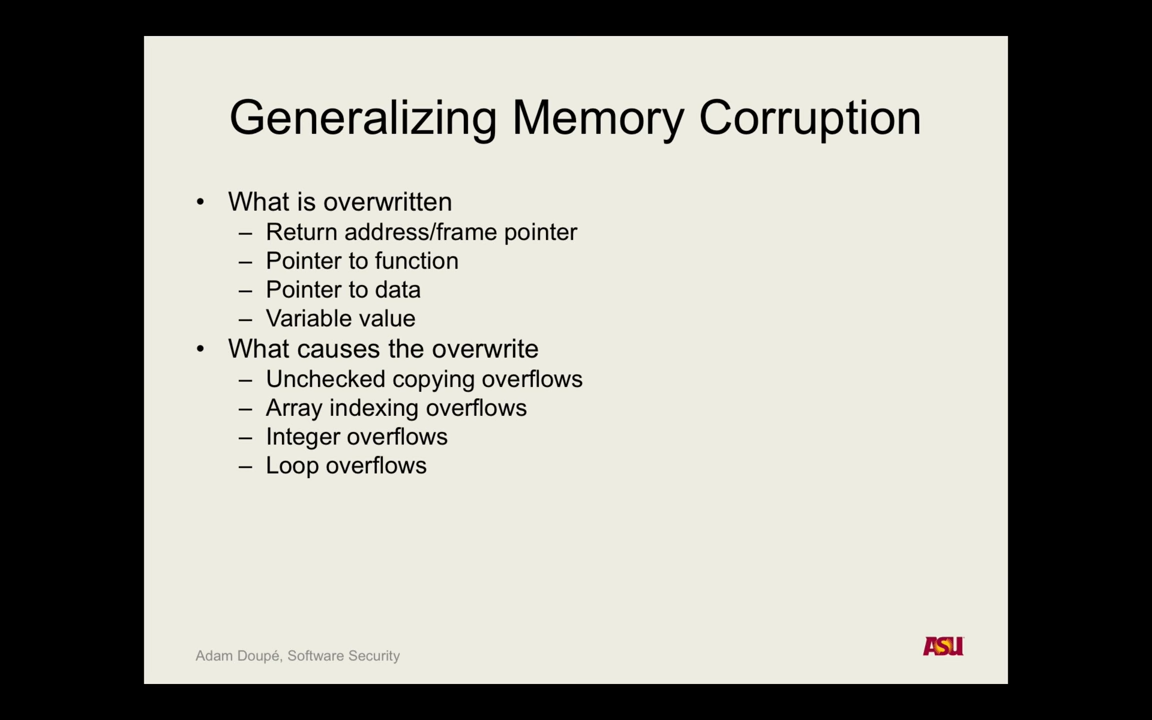 Generalizing Memory Corruption
• What is overwritten
– Return address/frame pointer
– Pointer to function
– Pointer to data
– Variable value
• What causes the overwrite
– Unchecked copying overflows
– Array indexing overflows
– Integer overflows
– Loop overflows
Adam Doupé, Software Security
ASU